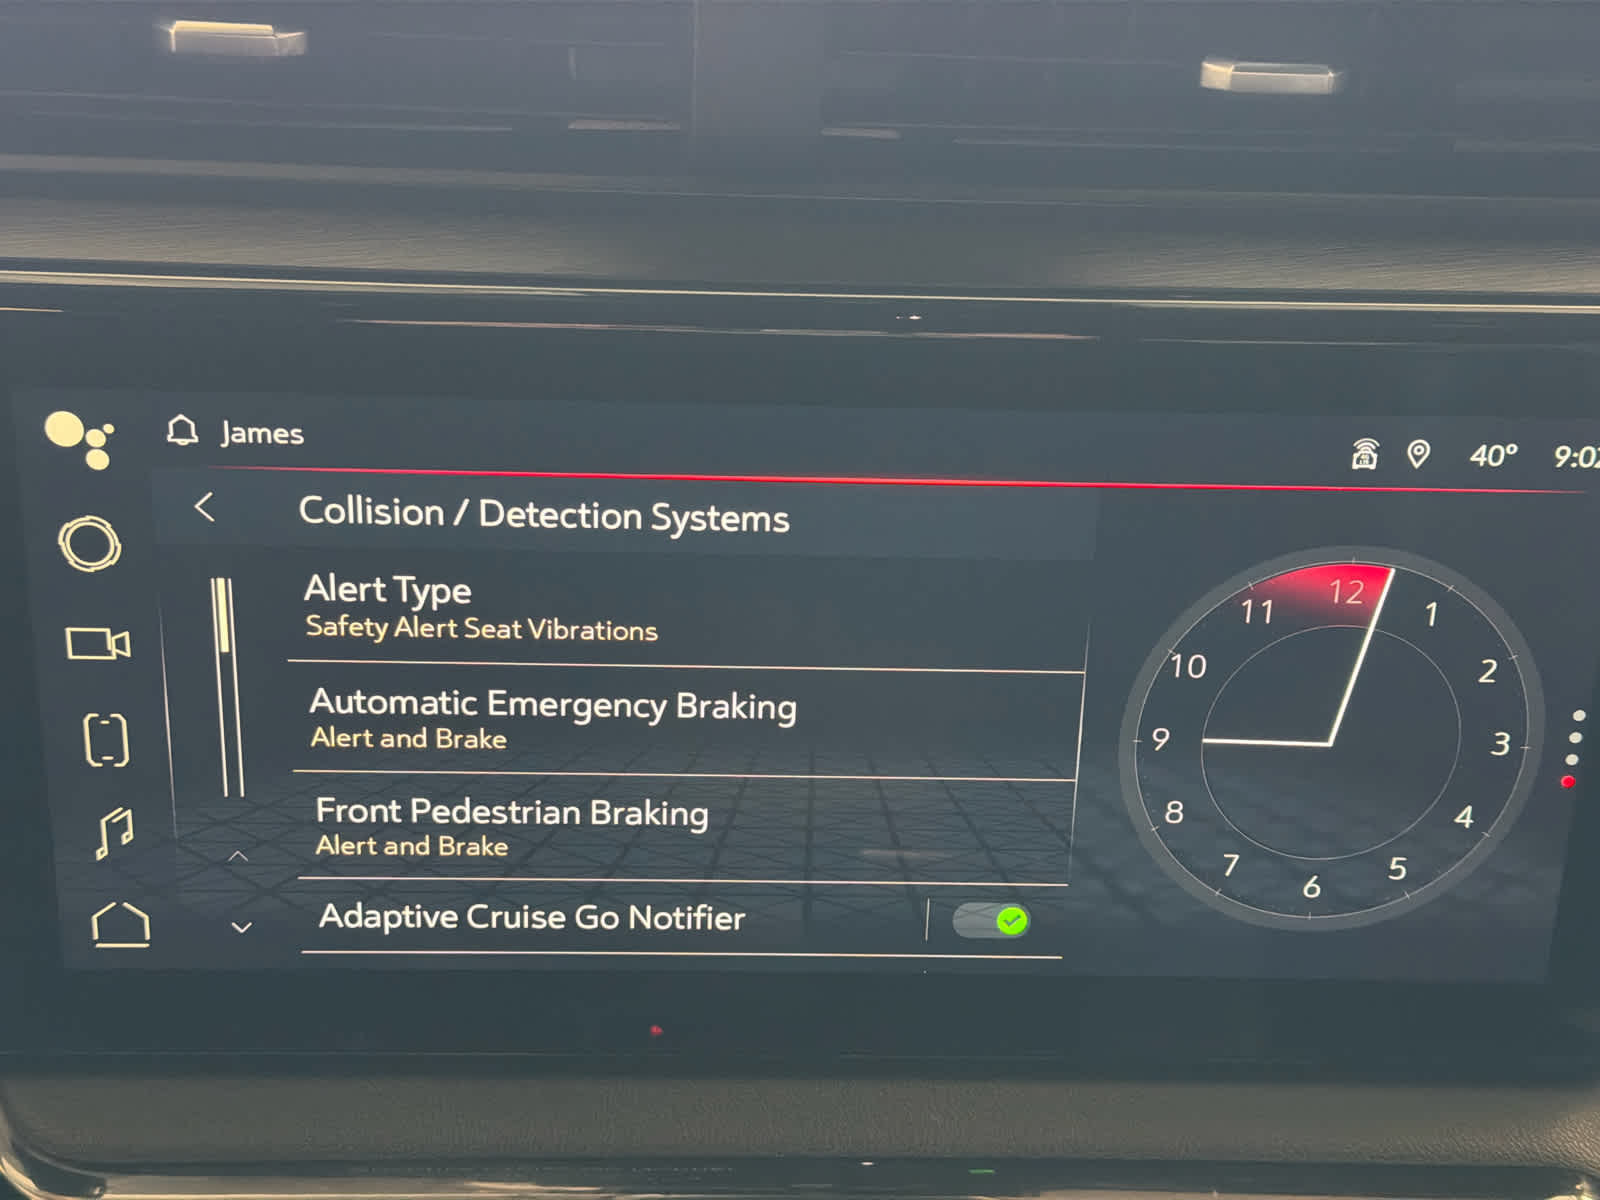 James
40°
Collision / Detection Systems
Alert Type
Safety Alert Seat Vibrations
Automatic Emergency Braking
Alert and Brake
Front Pedestrian Braking
Alert and Brake
Adaptive Cruise Go Notifier
12
1
2
3
4
5
6
7
8
9
10
11